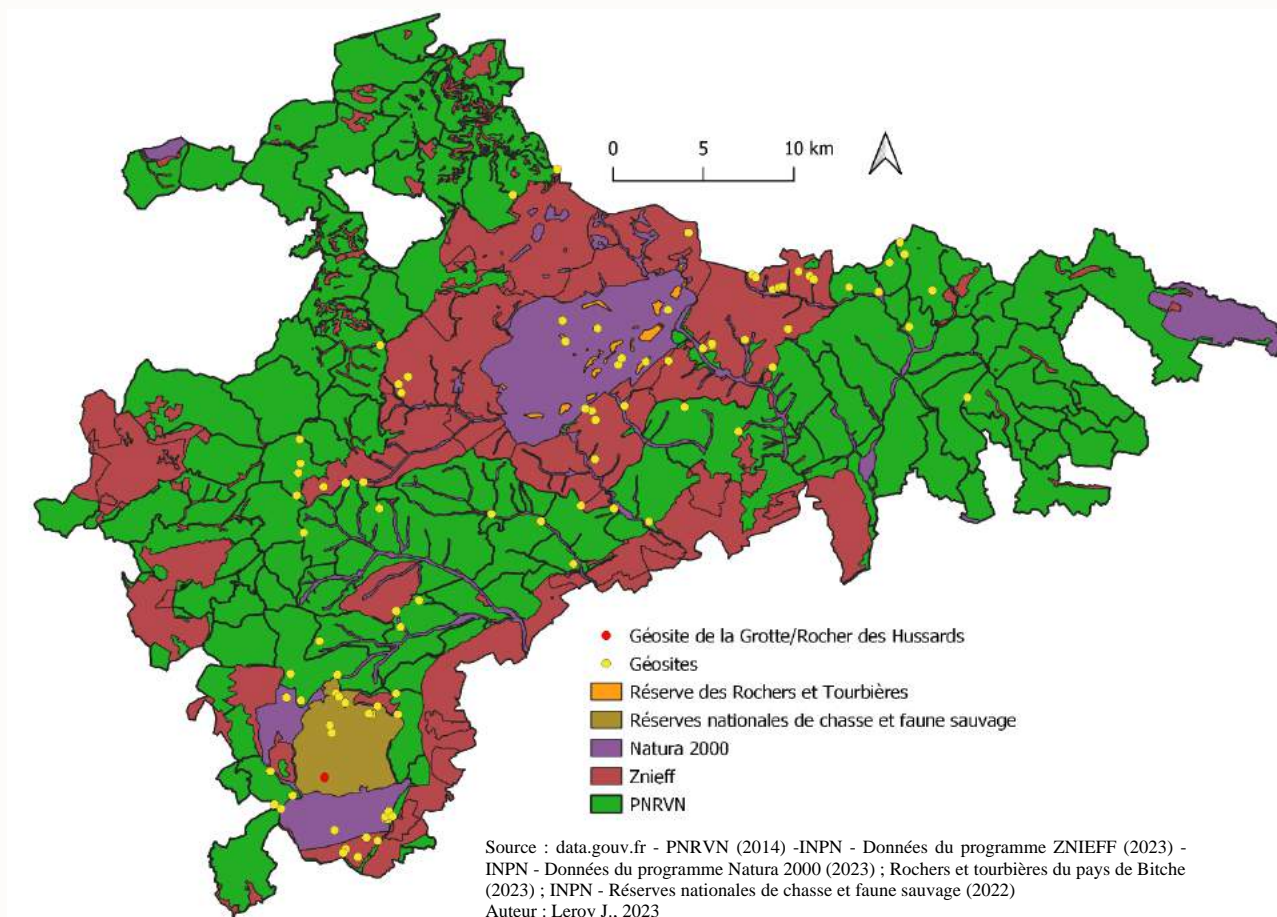 0 5 10 km
Géosite de la Grotte/Rocher des Hussards
Géosites
Réserve des Rochers et Tourbières
Réserves nationales de chasse et faune sauvage
Natura 2000
Znieff
PNRVN
Source : data.gouv.fr - PNRVN (2014) -INPN - Données du programme ZNIEFF (2023) -
INPN - Données du programme Natura 2000 (2023) ; Rochers et tourbières du pays de Bitche
(2023) ; INPN - Réserves nationales de chasse et faune sauvage (2022)
Auteur : Leroy J., 2023